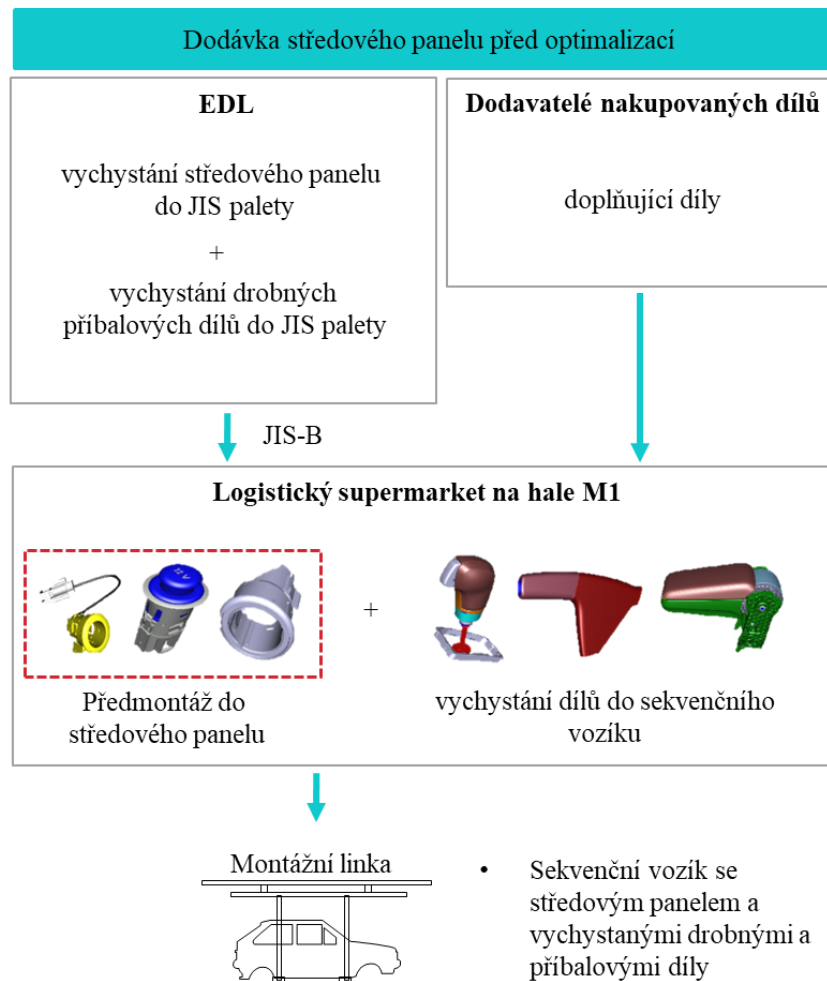 Dodávka středového panelu před optimalizací
EDL
vychystání středového panelu
do JIS palety
+
vychystání drobných
příbalových dílů do JIS palety
Dodavatelé nakupovaných dílů
doplňující díly
JIS-B
Logistický supermarket na hale M1
+
Předmontáž do
středového panelu
vychystání dílů do sekvenčního
vozíku
Montážní linka
• Sekvenční vozík se
středovým panelem a
vychystanými drobnými a
příbalovými díly